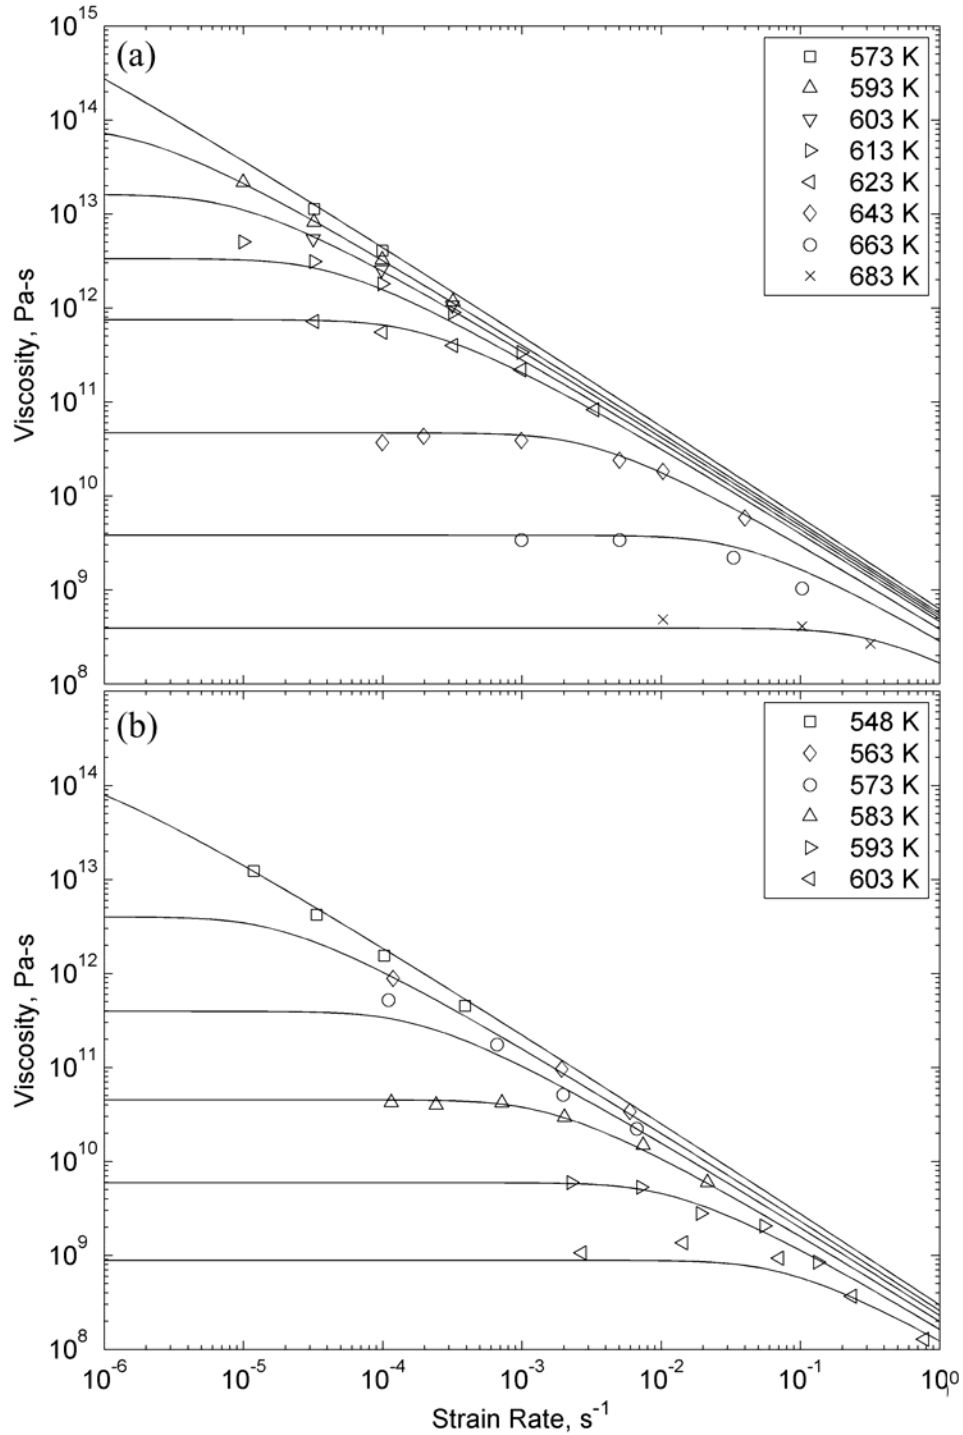 (a)
10^15
10^14
10^13
10^12
10^11
10^10
10^9
10^8
Viscosity, Pa-s
573 K
593 K
603 K
613 K
623 K
643 K
663 K
683 K
(b)
10^14
10^13
10^12
10^11
10^10
10^9
10^8
Viscosity, Pa-s
548 K
563 K
573 K
583 K
593 K
603 K
10^-6 10^-5 10^-4 10^-3 10^-2 10^-1 10^0
Strain Rate, s^-1